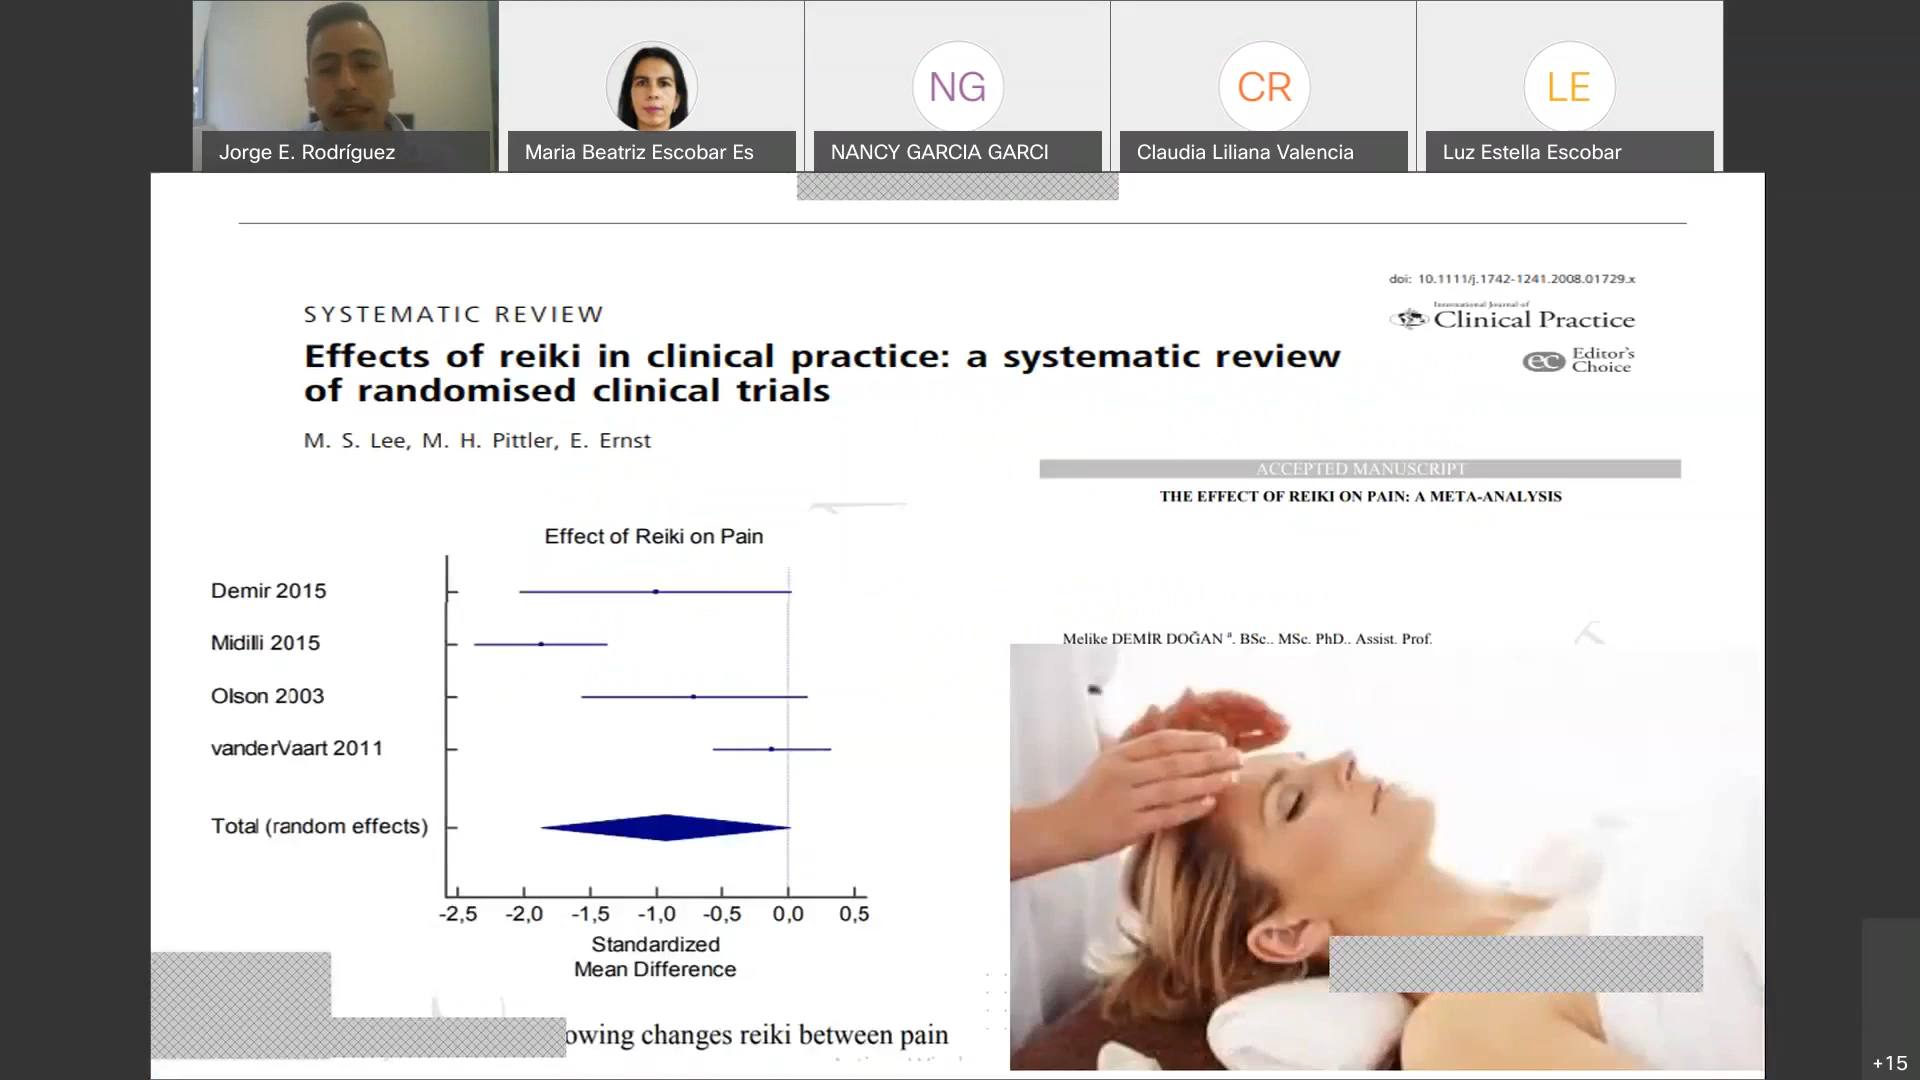 Jorge E. Rodríguez
Maria Beatriz Escobar Es
NG
NANCY GARCIA GARCI
CR
Claudia Liliana Valencia
LE
Luz Estella Escobar
doi: 10.1111/j.1742-1241.2008.01729.x
International Journal of
Clinical Practice
SYSTEMATIC REVIEW
Effects of reiki in clinical practice: a systematic review
of randomised clinical trials
ec Editor's
Choice
M. S. Lee, M. H. Pittler, E. Ernst
ACCEPTED MANUSCRIPT
THE EFFECT OF REIKI ON PAIN: A META-ANALYSIS
Melike DEMİR DOĞAN a, BSc., MSc, PhD., Assist. Prof.
Effect of Reiki on Pain
Demir 2015
Midilli 2015
Olson 2003
vanderVaart 2011
Total (random effects)
-2,5 -2,0 -1,5 -1,0 -0,5 0,0 0,5
Standardized
Mean Difference
owing changes reiki between pain
+15